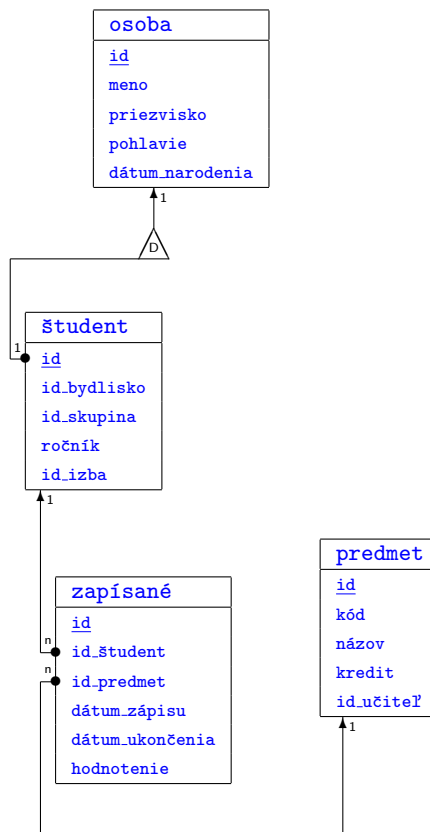 osoba
id
meno
priezvisko
pohlavie
dátum_narodenia
1
D
študent
1
id
id_bydlisko
id_skupina
ročník
id_izba
1
zapísané
id
n
id_študent
n
id_predmet
dátum_zápisu
dátum_ukončenia
hodnotenie
predmet
id
kód
názov
kredit
id_učiteľ
1